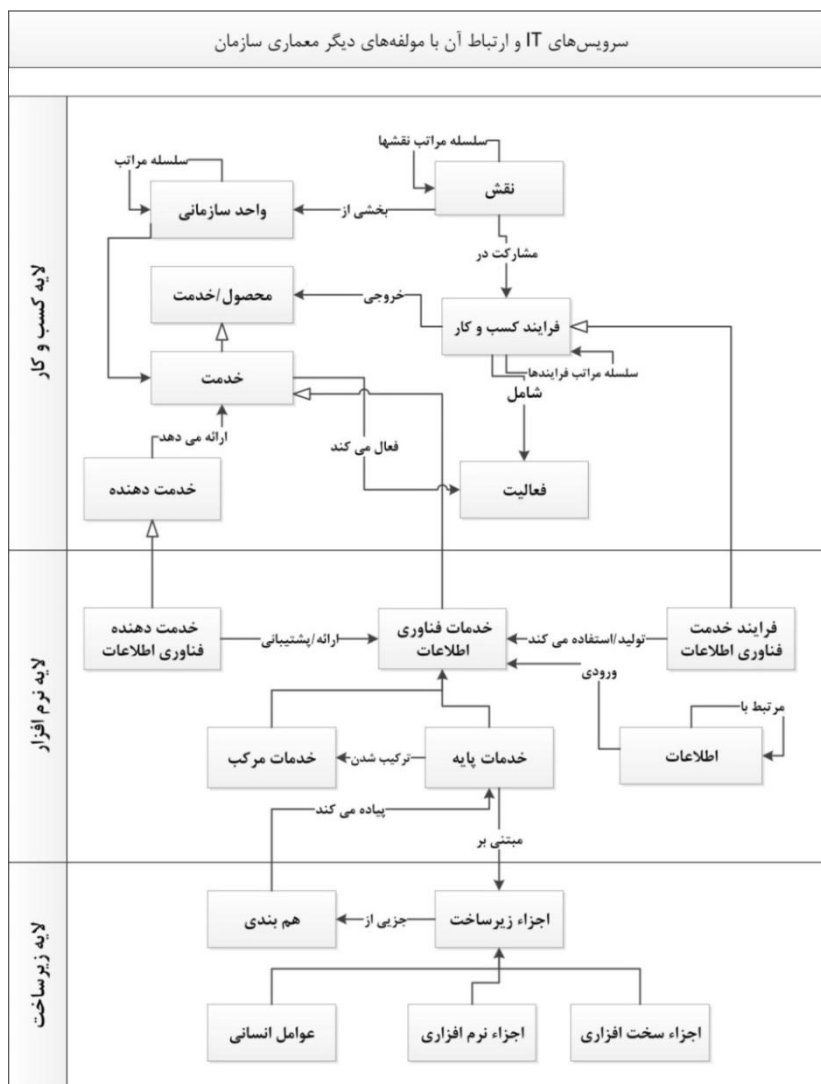 سرویس‌های IT و ارتباط آن با مولفه‌های دیگر معماری سازمان
لایه کسب و کار
سلسله مراتب نقشها
سلسله مراتب
نقش
واحد سازمانی
بخشی از
مشارکت در
محصول/خدمت
خروجی
فرایند کسب و کار
سلسله مراتب فرایندها
شامل
خدمت
ارائه می دهد
فعال می کند
خدمت دهنده
فعالیت
لایه نرم افزار
فرایند خدمت
فناوری اطلاعات
تولید/استفاده می کند
خدمات فناوری
اطلاعات
ارائه/پشتیبانی
خدمت دهنده
فناوری اطلاعات
ورودی
مرتبط با
اطلاعات
خدمات پایه
ترکیب شدن
خدمات مرکب
پیاده می کند
مبتنی بر
لایه زیرساخت
اجزاء زیرساخت
جزیی از
هم بندی
اجزاء سخت افزاری
اجزاء نرم افزاری
عوامل انسانی